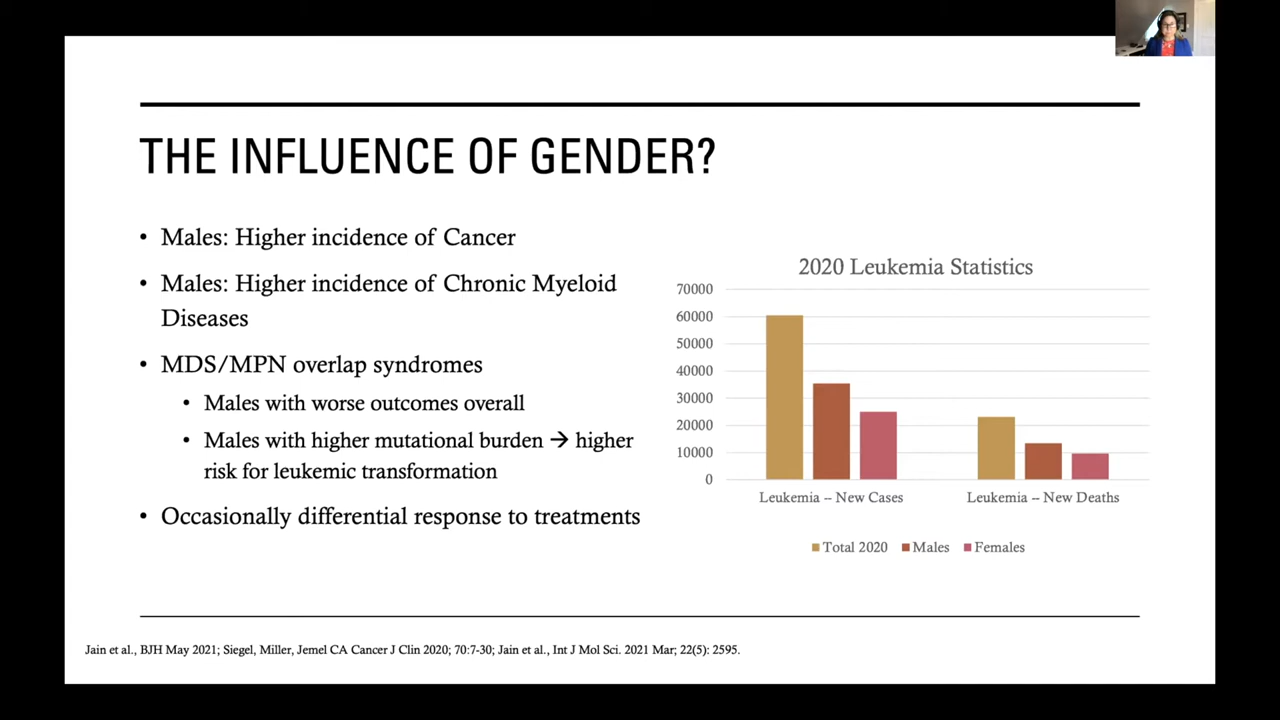 THE INFLUENCE OF GENDER?
• Males: Higher incidence of Cancer
• Males: Higher incidence of Chronic Myeloid
Diseases
• MDS/MPN overlap syndromes
• Males with worse outcomes overall
• Males with higher mutational burden → higher
risk for leukemic transformation
• Occasionally differential response to treatments
2020 Leukemia Statistics
70000
60000
50000
40000
30000
20000
10000
0
Leukemia -- New Cases
Leukemia -- New Deaths
Total 2020
Males
Females
Jain et al., BJH May 2021; Siegel, Miller, Jemel CA Cancer J Clin 2020; 70:7-30; Jain et al., Int J Mol Sci. 2021 Mar; 22(5): 2595.